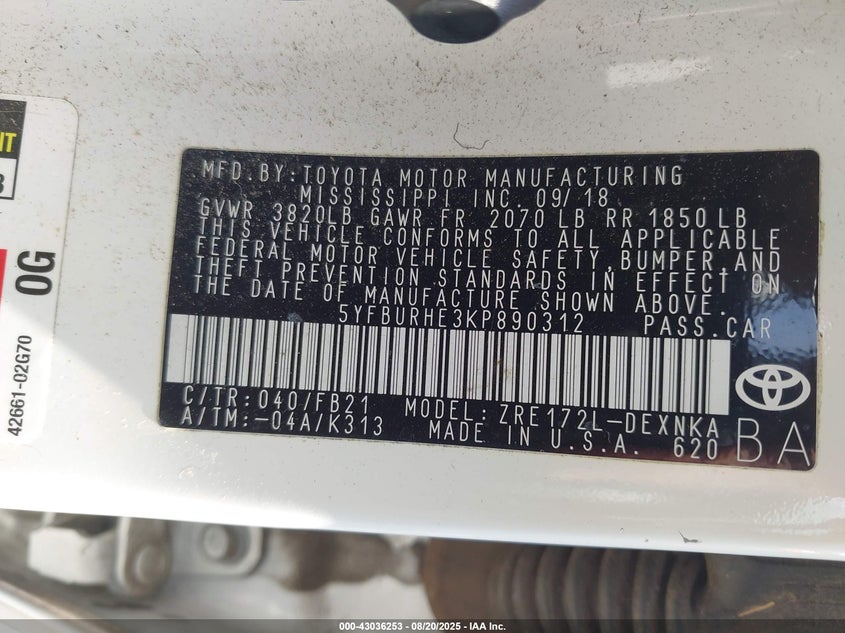 MFD.BY:TOYOTA MOTOR MANUFACTURING
MISSISSIPPI INC. 09/18
GVWR 3820LB GAWR FR 2070 LB RR 1850 LB
THIS VEHICLE CONFORMS TO ALL APPLICABLE
FEDERAL MOTOR VEHICLE SAFETY,BUMPER,AND
THEFT PREVENTION STANDARDS IN EFFECT ON
THE DATE OF MANUFACTURE SHOWN ABOVE.
5YFBURHE3KP890312 PASS.CAR
C/TR: 040/FB21 MODEL: ZRE172L-DEXNKA
A/TM:-04A/K313 MADE IN U.S.A. 620
BA
0G
42661-02G70
000-43036253 - 08/20/2025 - IAA Inc.